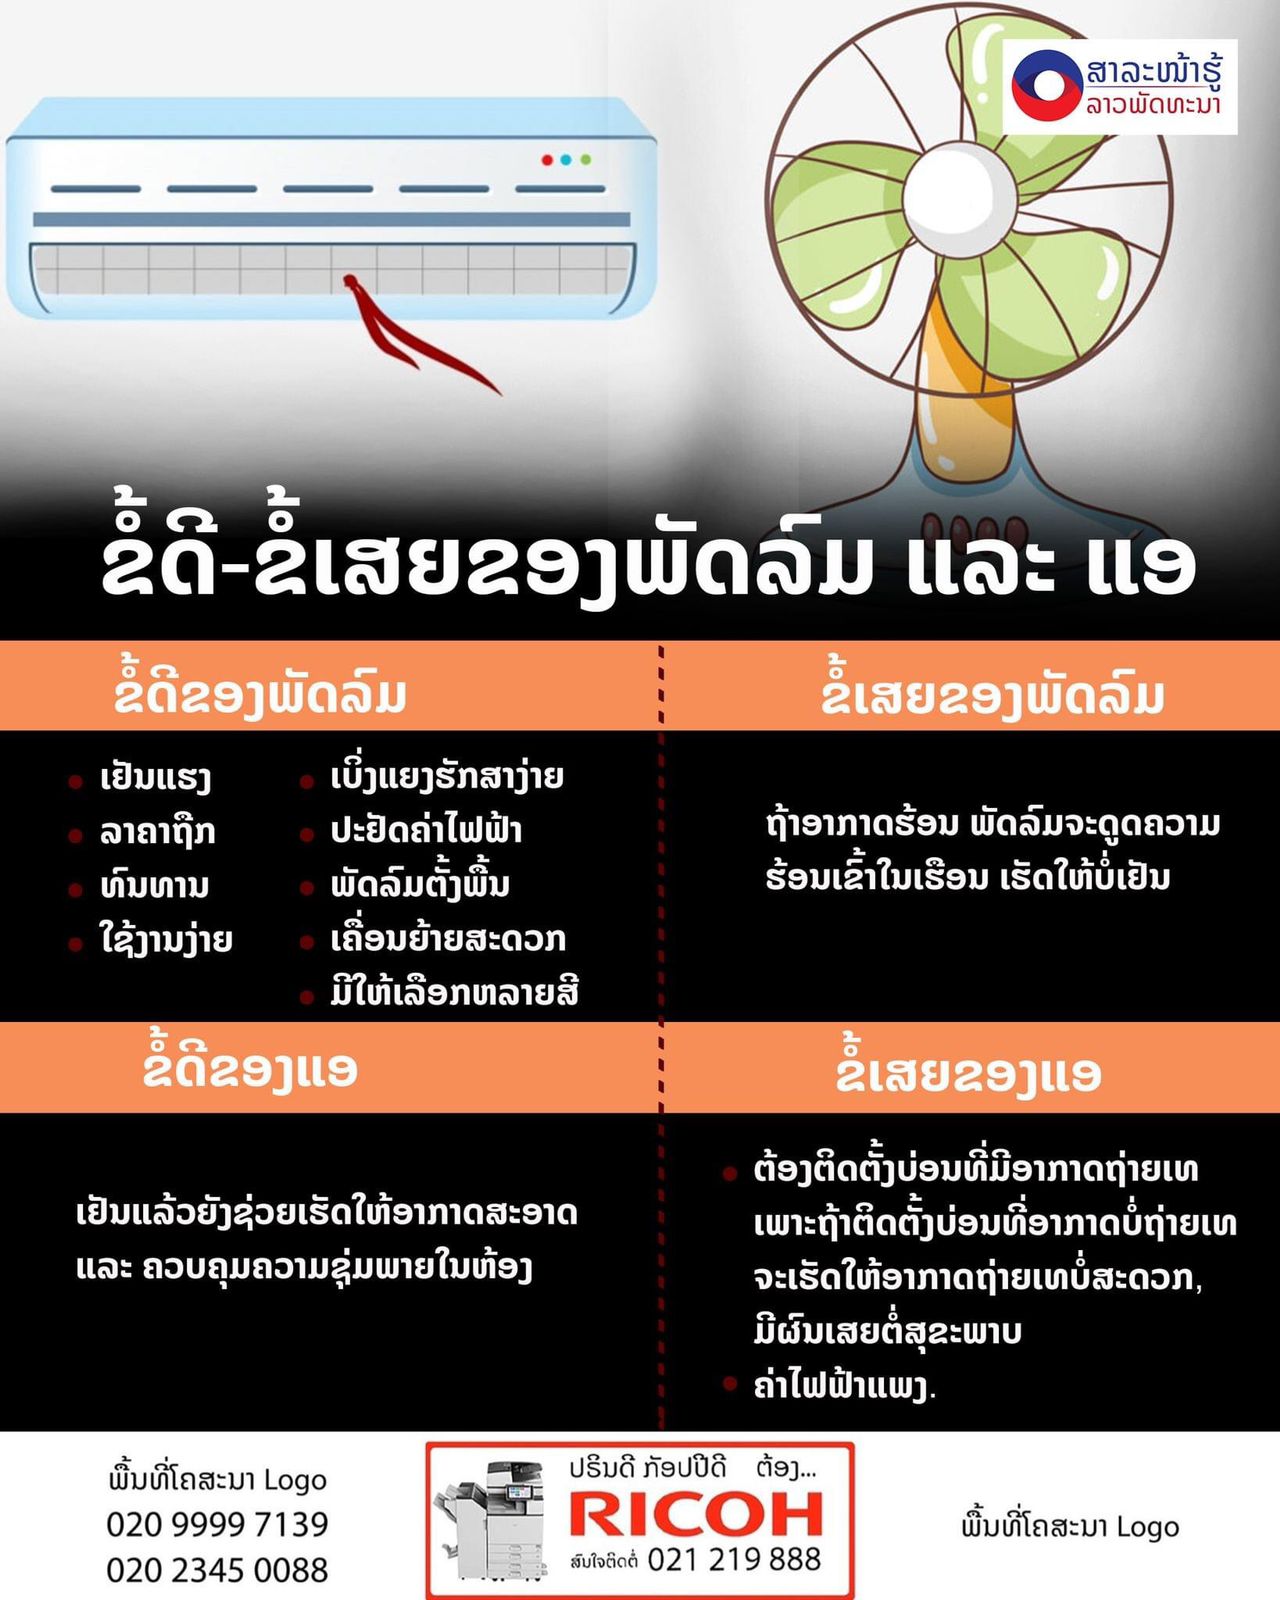 ສາລະໜ້າຮູ້
ລາວພັດທະນາ
ຂໍ້ດີ-ຂໍ້ເສຍຂອງພັດລົມ ແລະ ແອ
ຂໍ້ດີຂອງພັດລົມ
ເຢັນແຮງ
ລາຄາຖືກ
ທົນທານ
ໃຊ້ງານງ່າຍ
ເບິ່ງແຍງຮັກສາງ່າຍ
ປະຢັດຄ່າໄຟຟ້າ
ພັດລົມຕັ້ງພື້ນ
ເຄື່ອນຍ້າຍສະດວກ
ມີໃຫ້ເລືອກຫລາຍສີ
ຂໍ້ເສຍຂອງພັດລົມ
ຖ້າອາກາດຮ້ອນ ພັດລົມຈະດູດຄວາມ
ຮ້ອນເຂົ້າໃນເຮືອນ ເຮັດໃຫ້ບໍ່ເຢັນ
ຂໍ້ດີຂອງແອ
ເຢັນແລ້ວຍັງຊ່ວຍເຮັດໃຫ້ອາກາດສະອາດ
ແລະ ຄວບຄຸມຄວາມຊຸ່ມພາຍໃນຫ້ອງ
ຂໍ້ເສຍຂອງແອ
ຕ້ອງຕິດຕັ້ງບ່ອນທີ່ມີອາກາດຖ່າຍເທ
ເພາະຖ້າຕິດຕັ້ງບ່ອນທີ່ອາກາດບໍ່ຖ່າຍເທ
ຈະເຮັດໃຫ້ອາກາດຖ່າຍເທບໍ່ສະດວກ,
ມີຜົນເສຍຕໍ່ສຸຂະພາບ
ຄ່າໄຟຟ້າແພງ.
ພື້ນທີ່ໂຄສະນາ Logo
020 9999 7139
020 2345 0088
ປຣິນດີ ກັອປປີດີ ຕ້ອງ...
RICOH
ສົນໃຈຕິດຕໍ່ 021 219 888
ພື້ນທີ່ໂຄສະນາ Logo